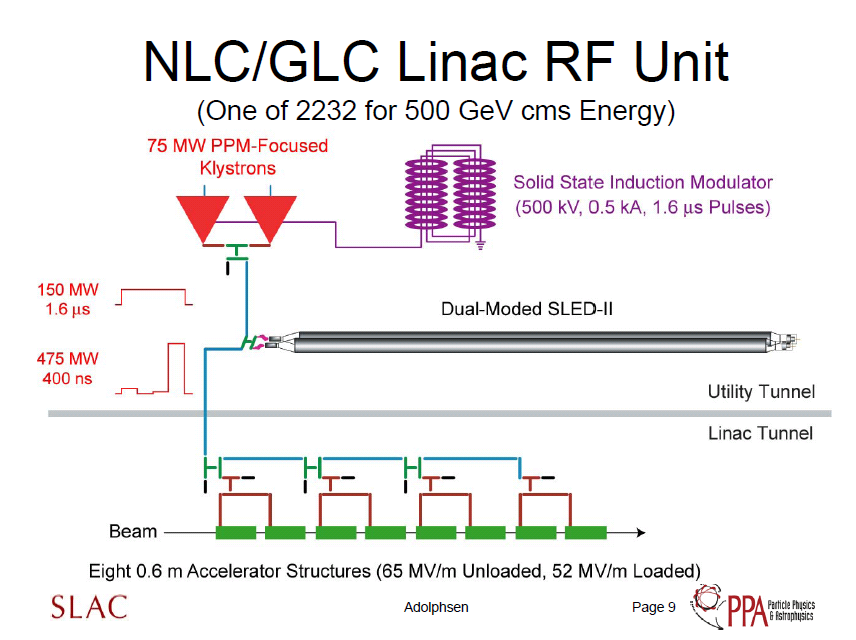 NLC/GLC Linac RF Unit
(One of 2232 for 500 GeV cms Energy)
75 MW PPM-Focused
Klystrons
Solid State Induction Modulator
(500 kV, 0.5 kA, 1.6 μs Pulses)
150 MW
1.6 μs
Dual-Moded SLED-II
475 MW
400 ns
Utility Tunnel
Linac Tunnel
Beam
Eight 0.6 m Accelerator Structures (65 MV/m Unloaded, 52 MV/m Loaded)
SLAC
Adolphsen
Page 9
PPA Particle Physics
& Astrophysics